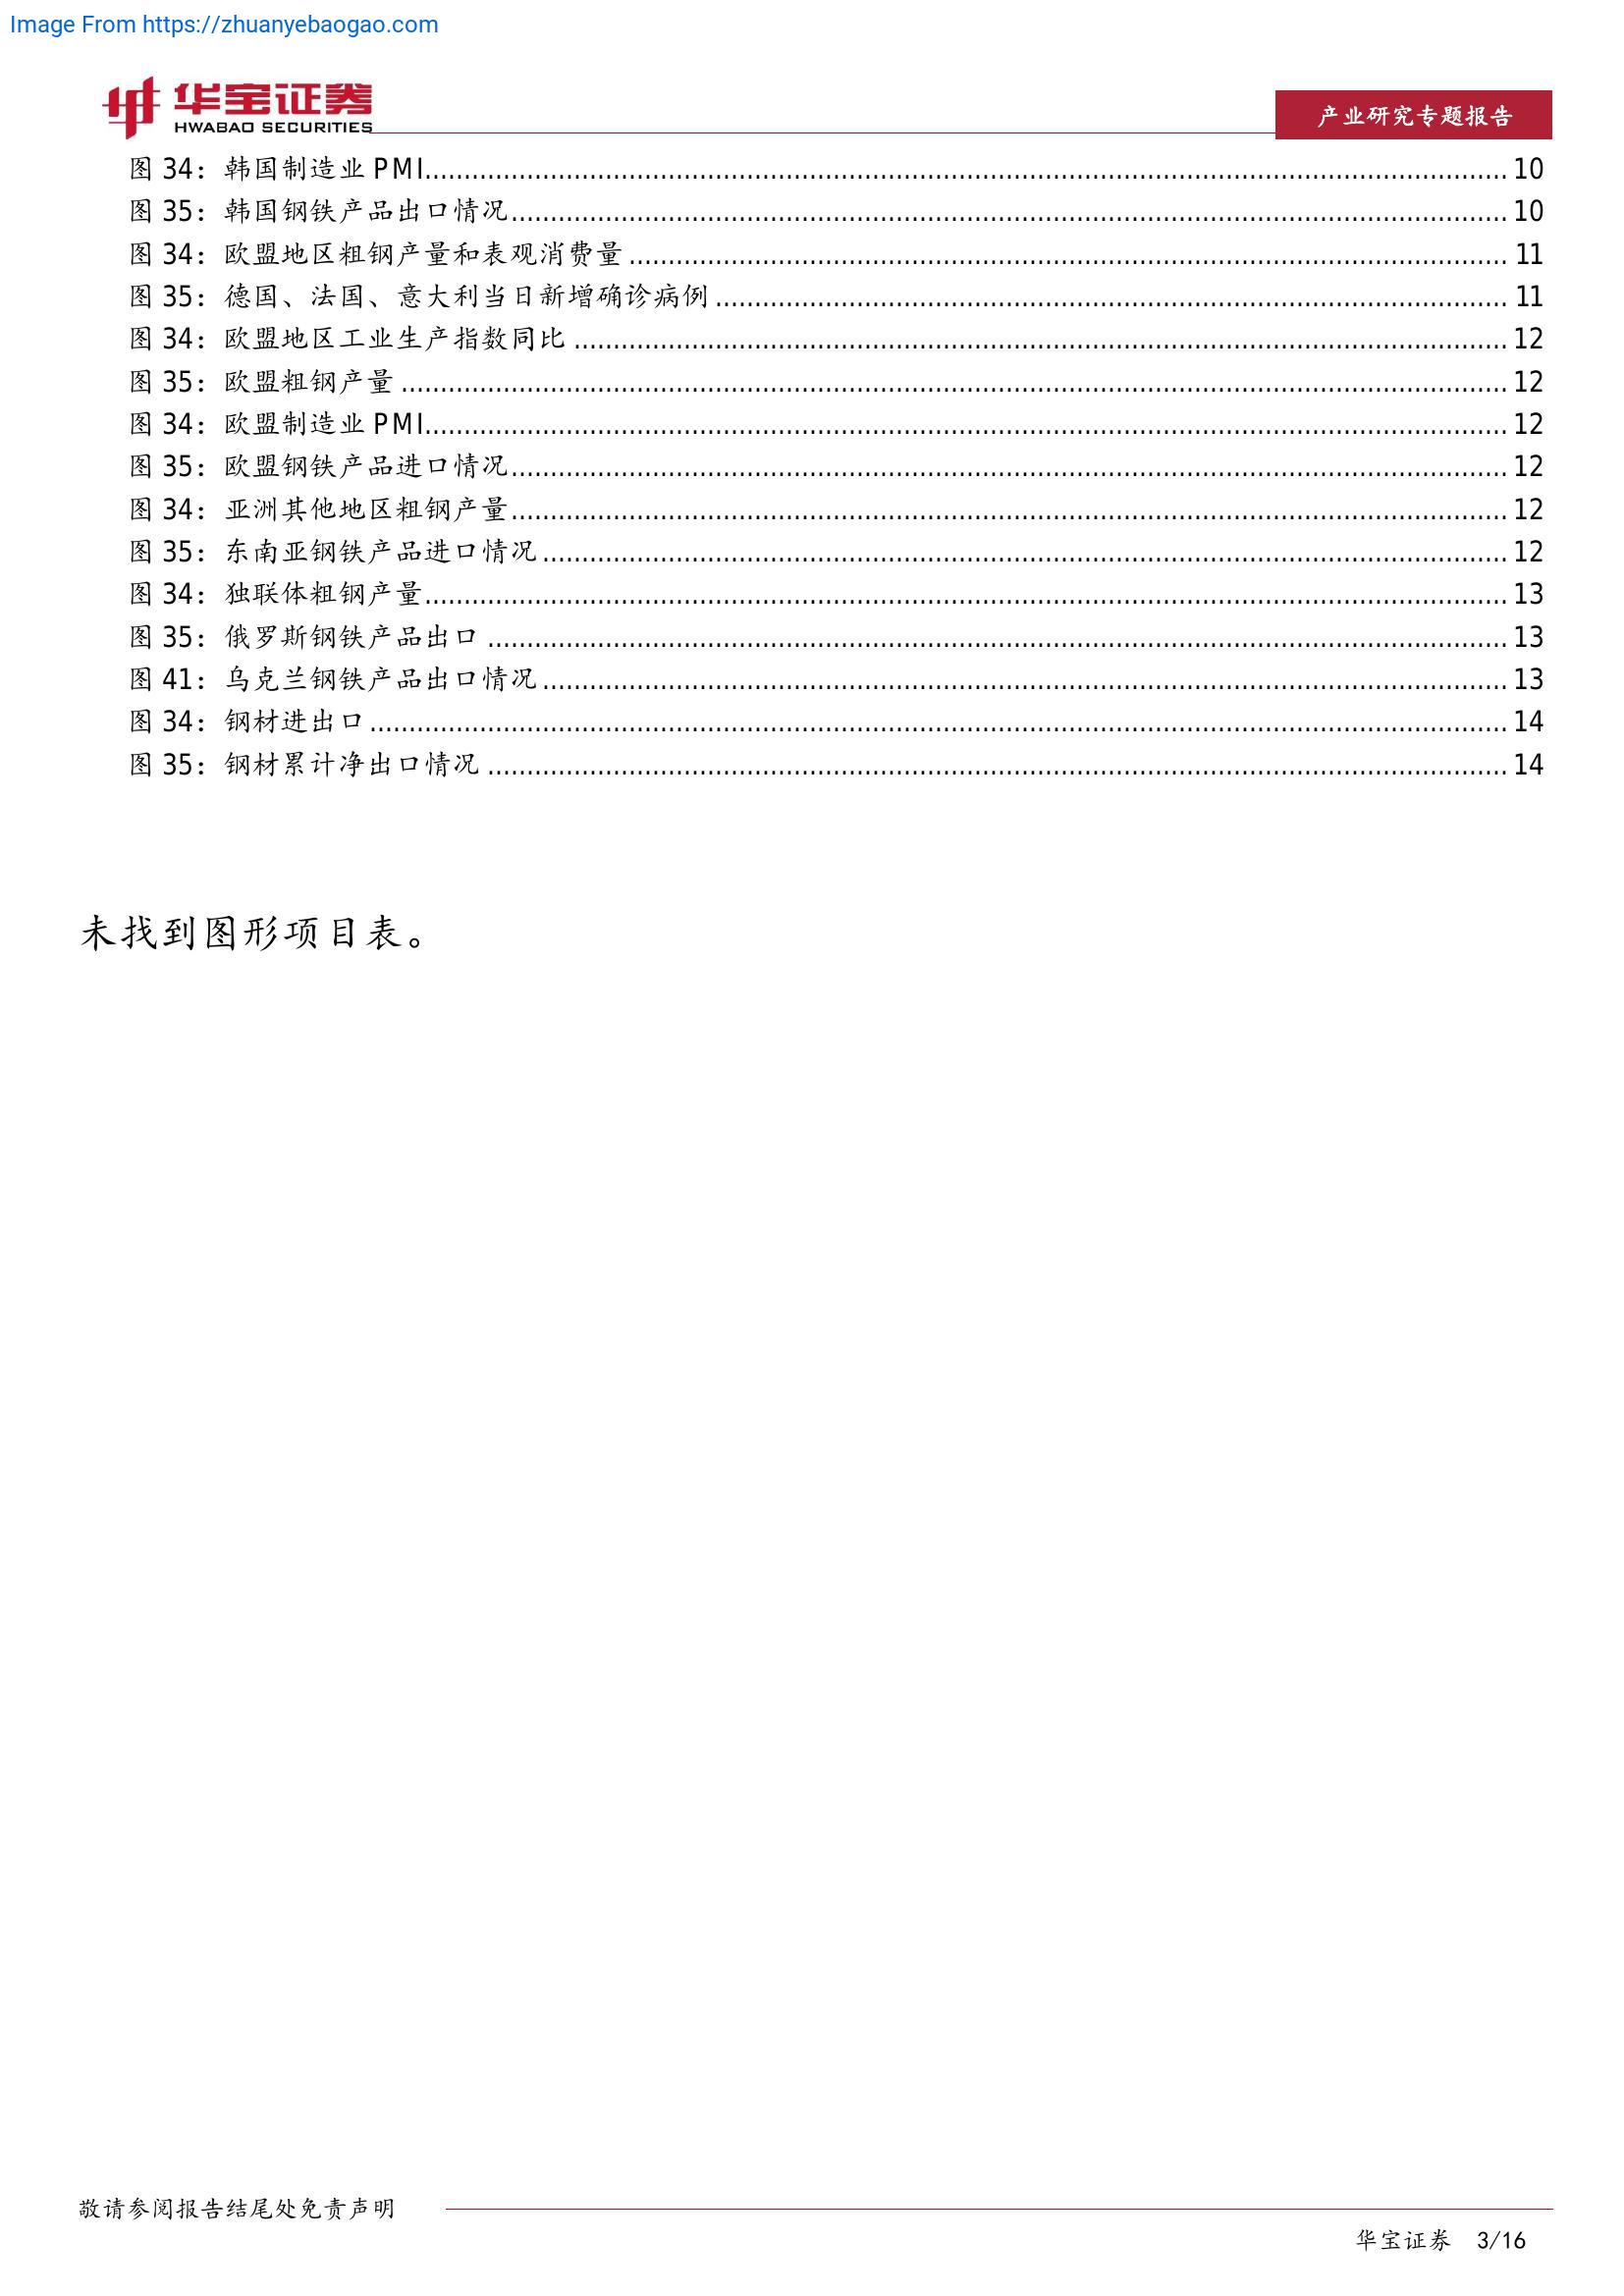 Image From https://zhuanyebaogao.com
华宝证券
HWABAO SECURITIES
产业研究专题报告
图 34：韩国制造业 PMI........................................................................ 10
图 35：韩国钢铁产品出口情况........................................................................ 10
图 34：欧盟地区粗钢产量和表观消费量........................................................................ 11
图 35：德国、法国、意大利当日新增确诊病例........................................................................ 11
图 34：欧盟地区工业生产指数同比........................................................................ 12
图 35：欧盟粗钢产量........................................................................ 12
图 34：欧盟制造业 PMI........................................................................ 12
图 35：欧盟钢铁产品进口情况........................................................................ 12
图 34：亚洲其他地区粗钢产量........................................................................ 12
图 35：东南亚钢铁产品进口情况........................................................................ 12
图 34：独联体粗钢产量........................................................................ 13
图 35：俄罗斯钢铁产品出口........................................................................ 13
图 41：乌克兰钢铁产品出口情况........................................................................ 13
图 34：钢材进出口........................................................................ 14
图 35：钢材累计净出口情况........................................................................ 14
未找到图形项目表。
敬请参阅报告结尾处免责声明
华宝证券 3/16